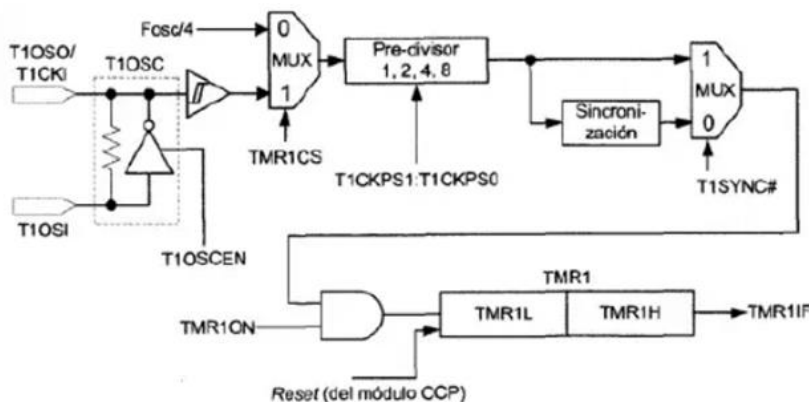 Fosc/4
0
MUX
1
T1OSO/
T1CKI
T1OSC
Pre-divisor
1, 2, 4, 8
1
MUX
0
Sincroni-
zación
TMR1CS
T1CKPS1:T1CKPS0
T1SYNC#
T1OSI
T1OSCEN
TMR1
TMR1ON
TMR1L
TMR1H
TMR1IF
Reset (del módulo CCP)